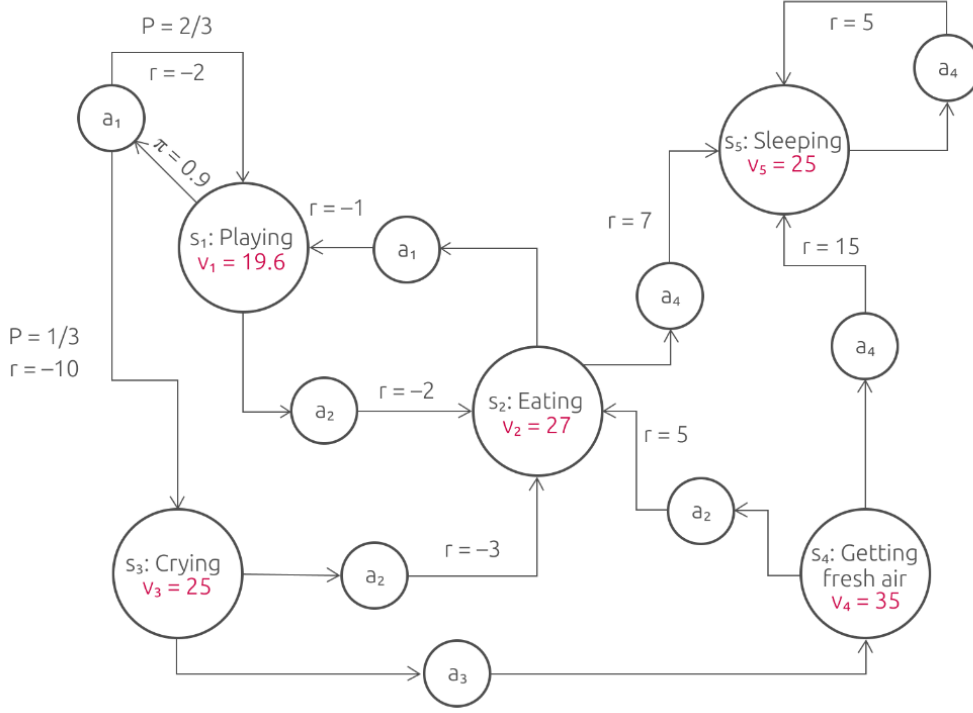 P = 2/3
r = –2
a₁
π = 0.9
s₁: Playing
v₁ = 19.6
r = –1
a₁
r = 5
a₄
s₅: Sleeping
v₅ = 25
r = 7
a₄
r = 15
a₄
P = 1/3
r = –10
a₂
r = –2
s₂: Eating
v₂ = 27
r = 5
a₂
s₃: Crying
v₃ = 25
a₂
r = –3
s₄: Getting
fresh air
v₄ = 35
a₃